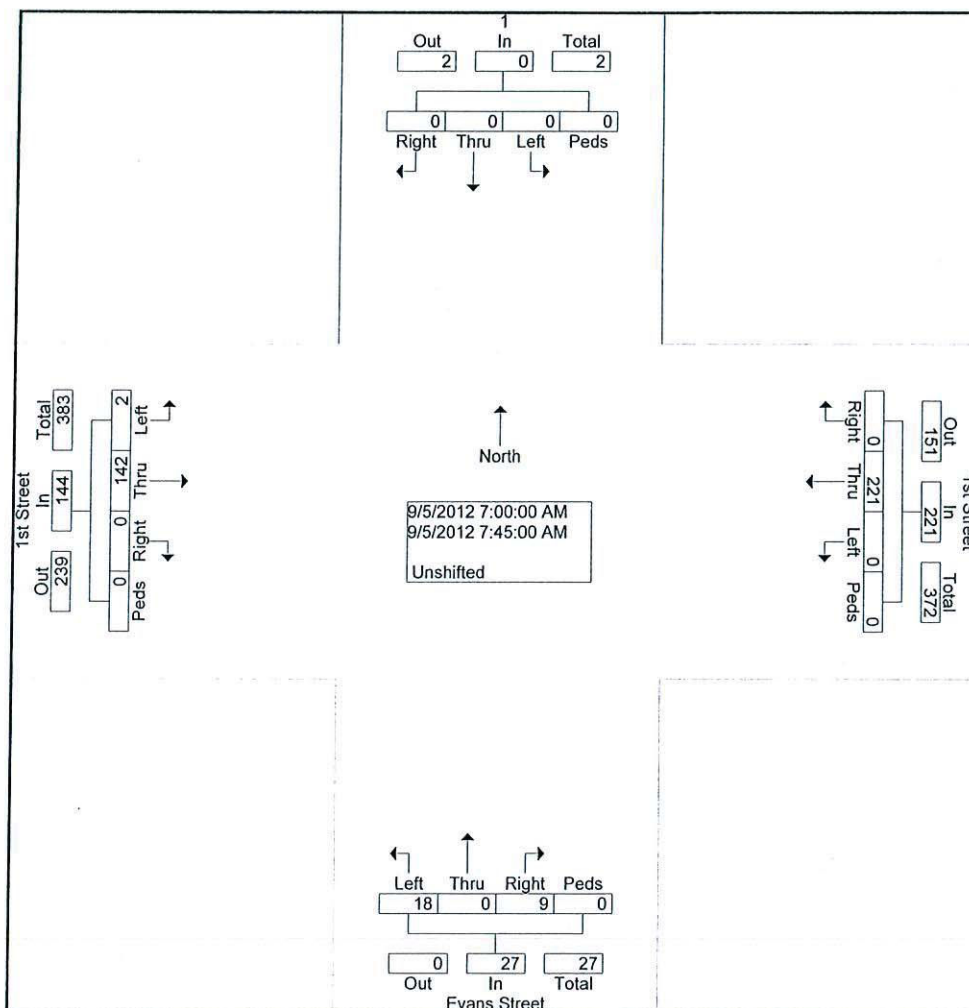 1
Out In Total
2 0 2
0 0 0 0
Right Thru Left Peds
1st Street
Total In Out
383 144 239
2 142 0 0
Left Thru Right Peds
North
9/5/2012 7:00:00 AM
9/5/2012 7:45:00 AM
Unshifted
Right Thru Left Peds
0 221 0 0
Out In Total
151 221 372
1st Street
Left Thru Right Peds
18 0 9 0
0 27 27
Out In Total
Evans Street